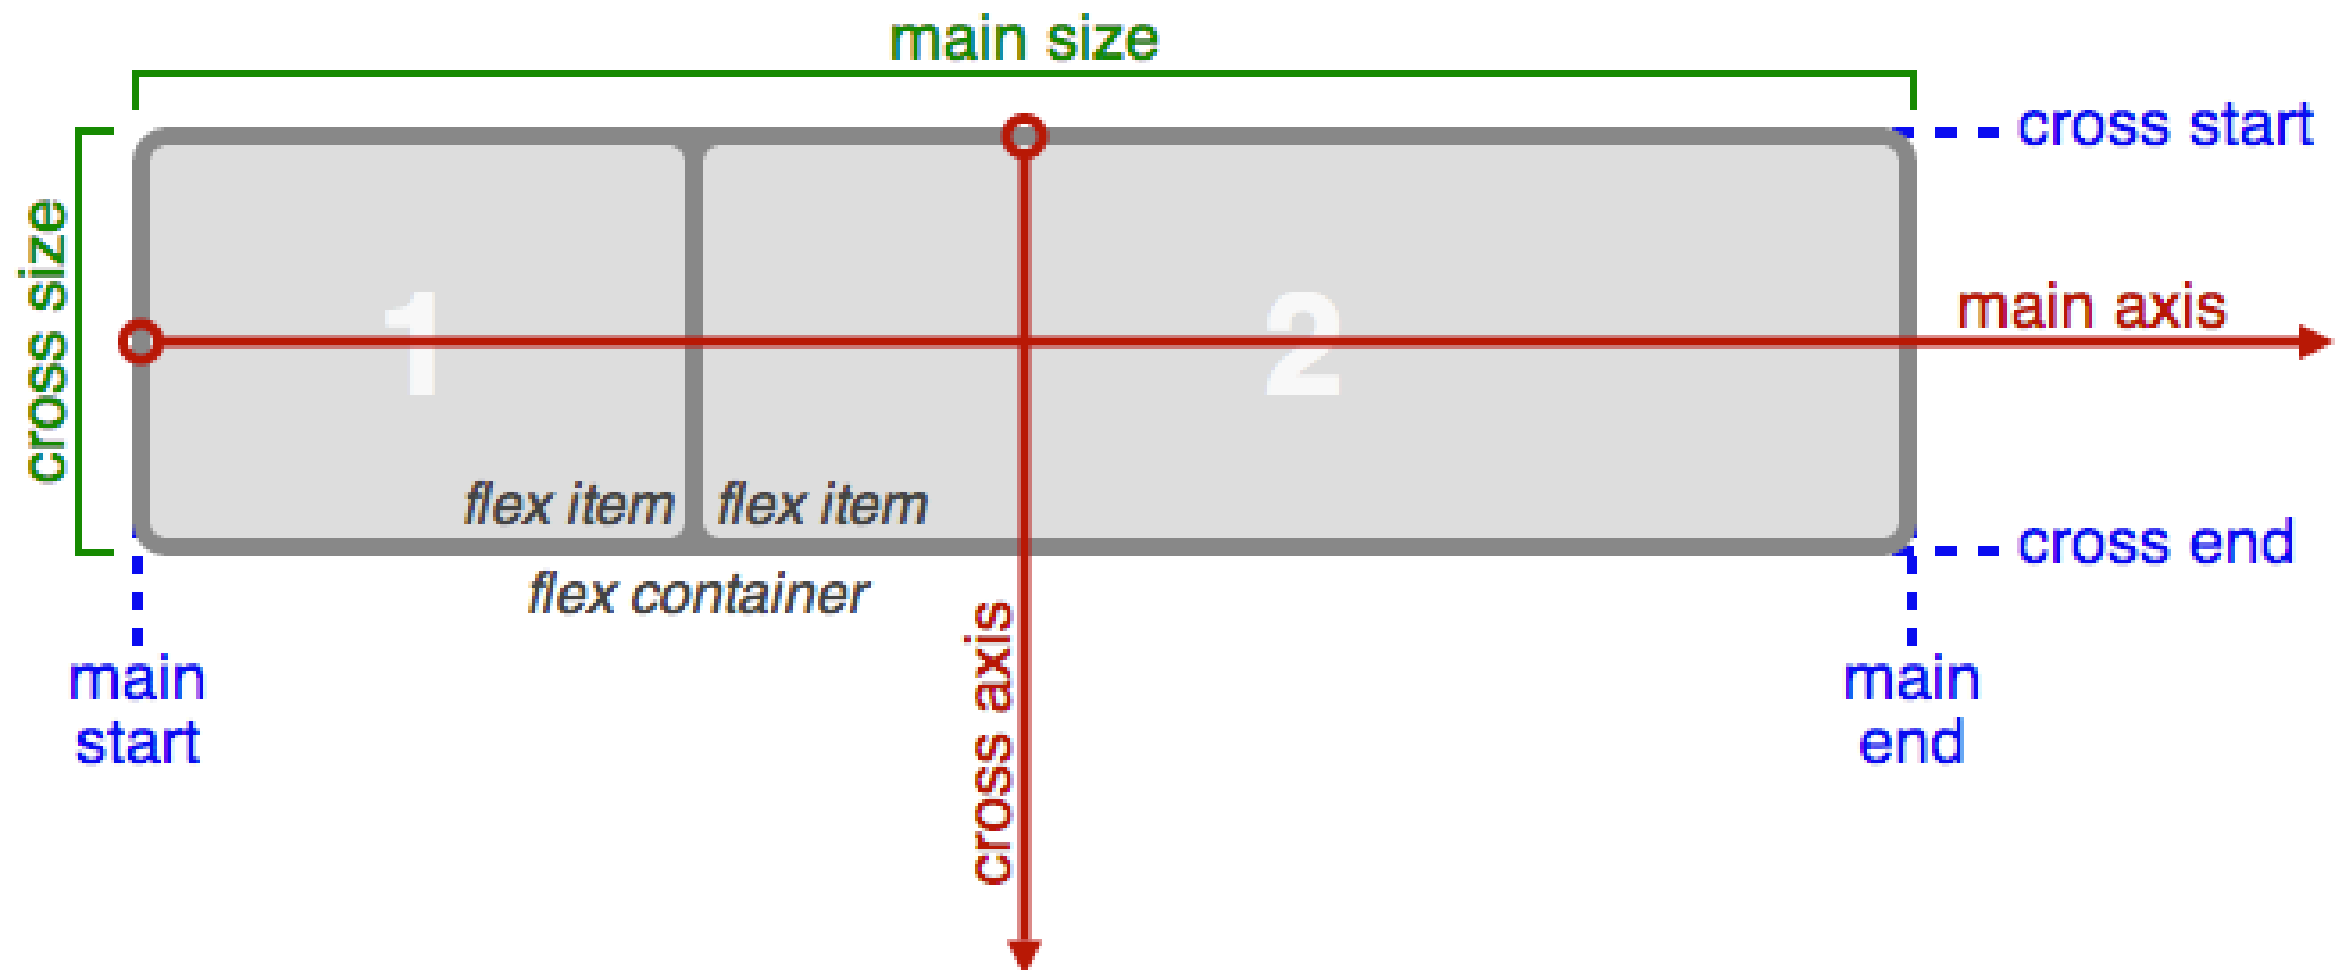 main size
cross start
cross size
1
2
main axis
flex item
flex item
cross end
flex container
cross axis
main
start
main
end